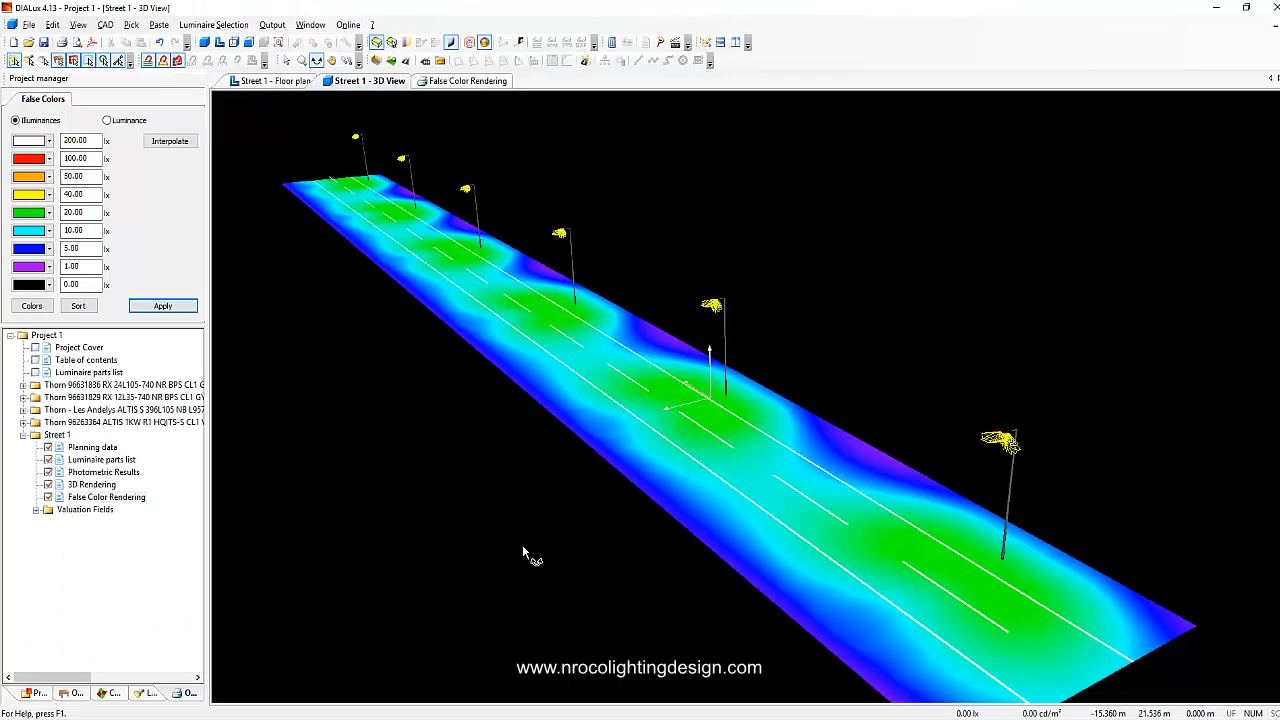 DIALux 4.13 - Project 1 - [Street 1 - 3D View]
File Edit View CAD Pick Paste Luminaire Selection Output Window Online ?
Project manager
Street 1 - Floor plan Street 1 - 3D View False Color Rendering
False Colors
Illuminances Luminance
200.00 lx Interpolate
100.00 lx
50.00 lx
40.00 lx
20.00 lx
10.00 lx
5.00 lx
1.00 lx
0.00 lx
Colors Sort Apply
Project 1
Project Cover
Table of contents
Luminaire parts list
Thorn 96631836 RX 24L105-740 NR BPS CL1 G
Thorn 96631829 RX 12L35-740 NR BPS CL1 GY
Thorn - Les Andelys ALTIS S 396L105 NB L957
Thorn 96263364 ALTIS 1KW R1 HQITS-S CL1 V
Street 1
Planning data
Luminaire parts list
Photometric Results
3D Rendering
False Color Rendering
Valuation Fields
www.nrocolightingdesign.com
Pr... O... C... L... O...
For Help, press F1. 0.00 lx 0.00 cd/m² -15.360 m 21.536 m 0.000 m UF NUM SC